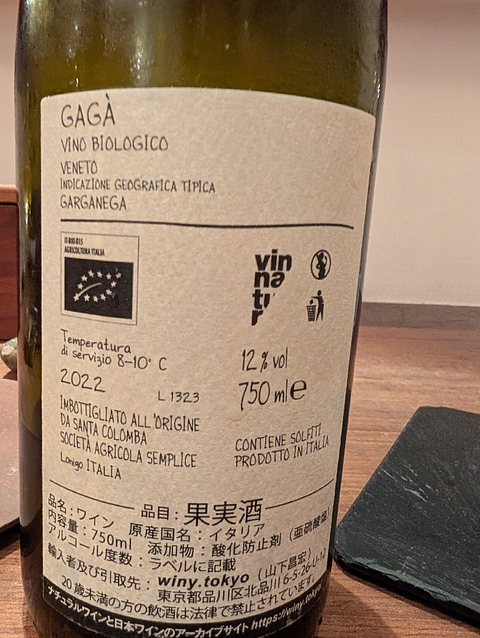 GAGÀ
VINO BIOLOGICO
VENETO
INDICAZIONE GEOGRAFICA TIPICA
GARGANEGA
IT-BIO-015
AGRICOLTURA ITALIA
vin
na
tu
r
Temperatura
di servizio 8-10° C
12% vol
2022
L 1323
750 ml e
IMBOTTIGLIATO ALL'ORIGINE
DA SANTA COLOMBA
SOCIETÀ AGRICOLA SEMPLICE
Lonigo ITALIA
CONTIENE SOLFITI
PRODOTTO IN ITALIA
品目:果実酒
品名:ワイン 原産国名:イタリア
内容量:750ml 添加物:酸化防止剤(亜硫酸塩)
アルコール度数:ラベルに記載
輸入者及び引取先:winy.tokyo(山下昌宏)
東京都品川区北品川6-5-26-U-12
20歳未満の方の飲酒は法律で禁止されています。
ナチュラルワインと日本ワインのアーカイブサイト https://winy.tokyo